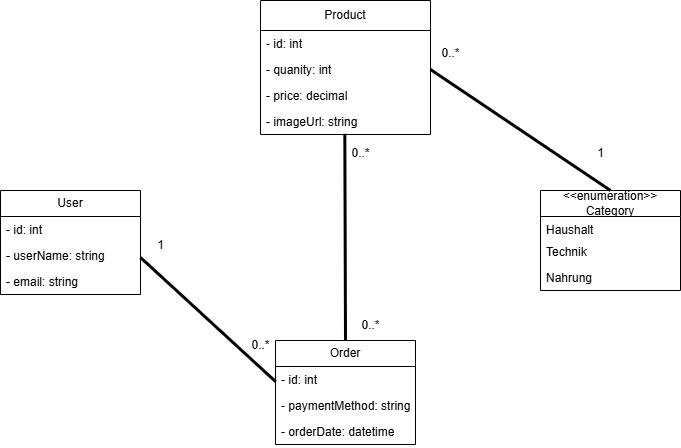 Product
- id: int
- quanity: int
- price: decimal
- imageUrl: string
0..*
1
0..*
<<enumeration>>
Category
Haushalt
Technik
Nahrung
User
- id: int
- userName: string
- email: string
1
0..*
0..*
Order
- id: int
- paymentMethod: string
- orderDate: datetime